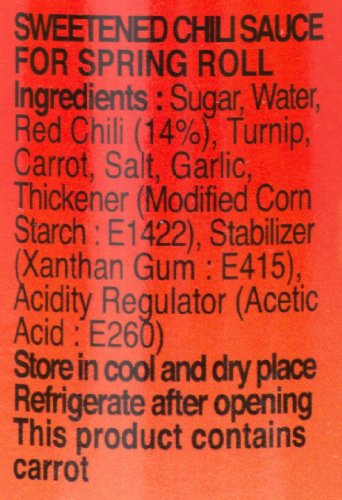 SWEETENED CHILI SAUCE
FOR SPRING ROLL
Ingredients : Sugar, Water,
Red Chili (14%), Turnip,
Carrot, Salt, Garlic,
Thickener (Modified Corn
Starch : E1422), Stabilizer
(Xanthan Gum : E415),
Acidity Regulator (Acetic
Acid : E260)
Store in cool and dry place
Refrigerate after opening
This product contains
carrot